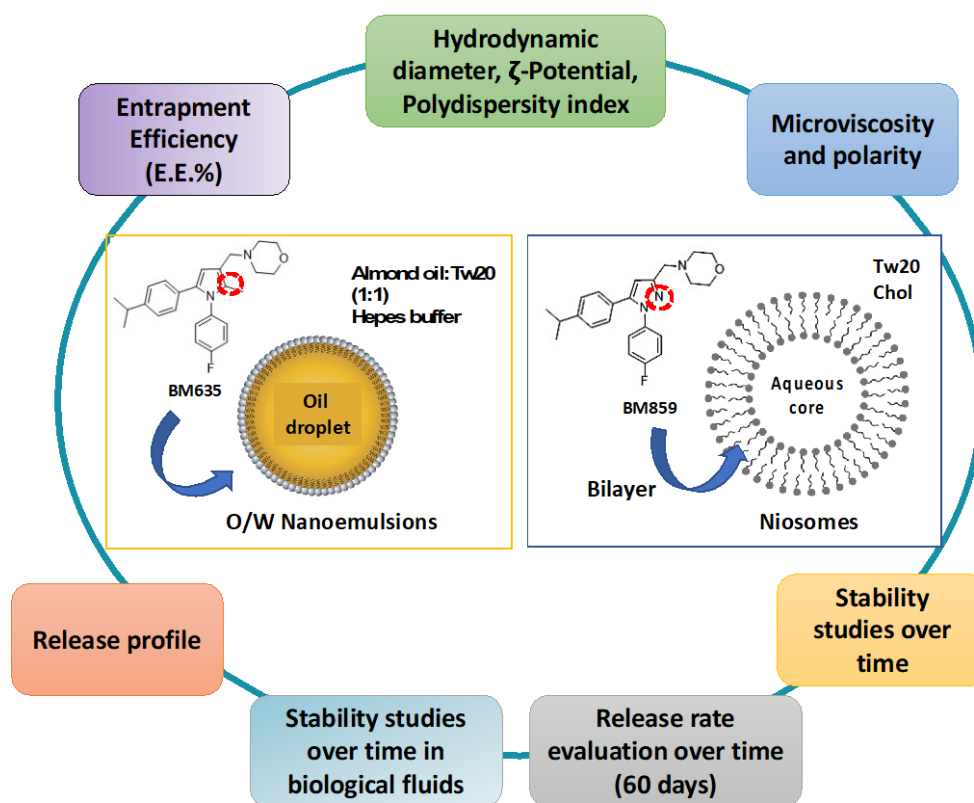 Hydrodynamic
diameter, ζ-Potential,
Polydispersity index
Entrapment
Efficiency
(E.E.%)
Microviscosity
and polarity
N
O
N
F
BM635
Almond oil: Tw20
(1:1)
Hepes buffer
Oil
droplet
O/W Nanoemulsions
N
O
N
N
F
BM859
Tw20
Chol
Aqueous
core
Bilayer
Niosomes
Release profile
Stability
studies over
time
Stability studies
over time in
biological fluids
Release rate
evaluation over time
(60 days)